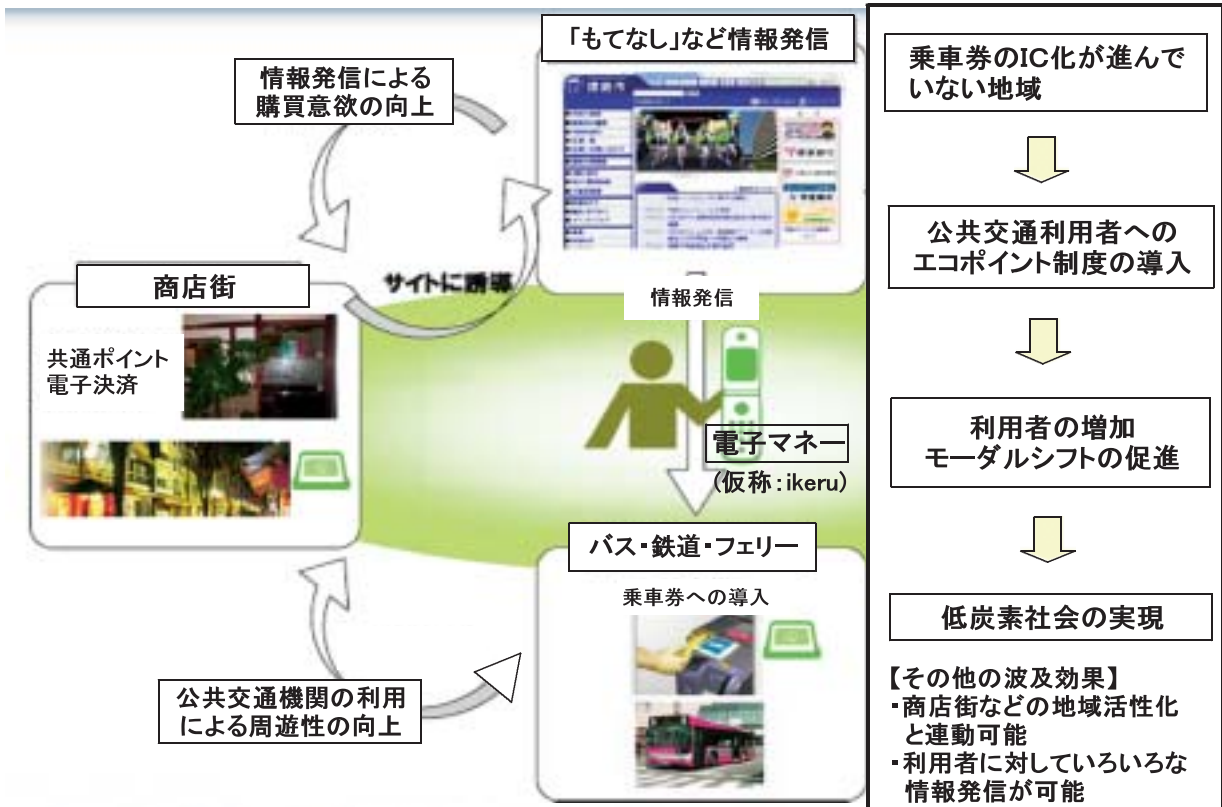 「もてなし」など情報発信
情報発信による
購買意欲の向上
サイトに誘導
商店街
共通ポイント
電子決済
情報発信
電子マネー
(仮称:ikeru)
バス・鉄道・フェリー
乗車券への導入
公共交通機関の利用
による周遊性の向上
乗車券のIC化が進んで
いない地域
公共交通利用者への
エコポイント制度の導入
利用者の増加
モーダルシフトの促進
低炭素社会の実現
【その他の波及効果】
・商店街などの地域活性化
と連動可能
・利用者に対していろいろな
情報発信が可能